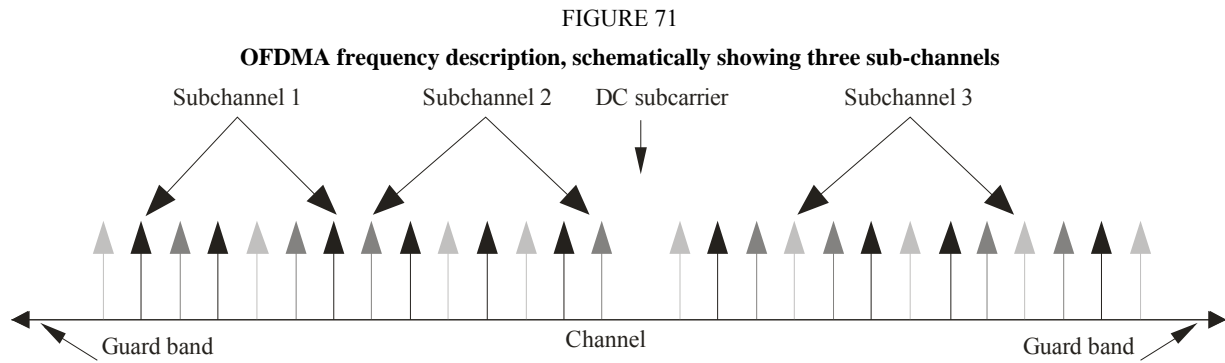 FIGURE 71
OFDMA frequency description, schematically showing three sub-channels
Subchannel 1 Subchannel 2 DC subcarrier Subchannel 3
Guard band Channel Guard band